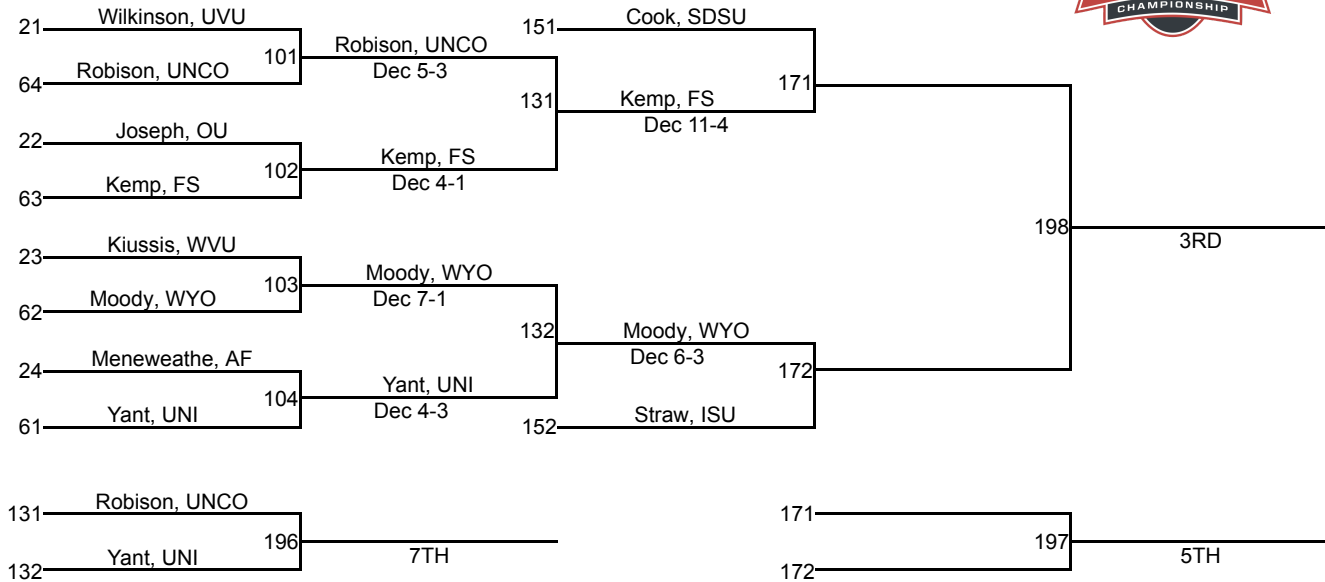 CHAMPIONSHIP
21 Wilkinson, UVU
151 Cook, SDSU
101 Robison, UNCO
Dec 5-3
64 Robison, UNCO
171
131 Kemp, FS
Dec 11-4
22 Joseph, OU
102 Kemp, FS
Dec 4-1
63 Kemp, FS
198
3RD
23 Kiussis, WVU
103 Moody, WYO
Dec 7-1
62 Moody, WYO
132 Moody, WYO
Dec 6-3
24 Meneweathe, AF
172
104 Yant, UNI
Dec 4-3
61 Yant, UNI
152 Straw, ISU
131 Robison, UNCO
171
196
7TH
197
5TH
132 Yant, UNI
172